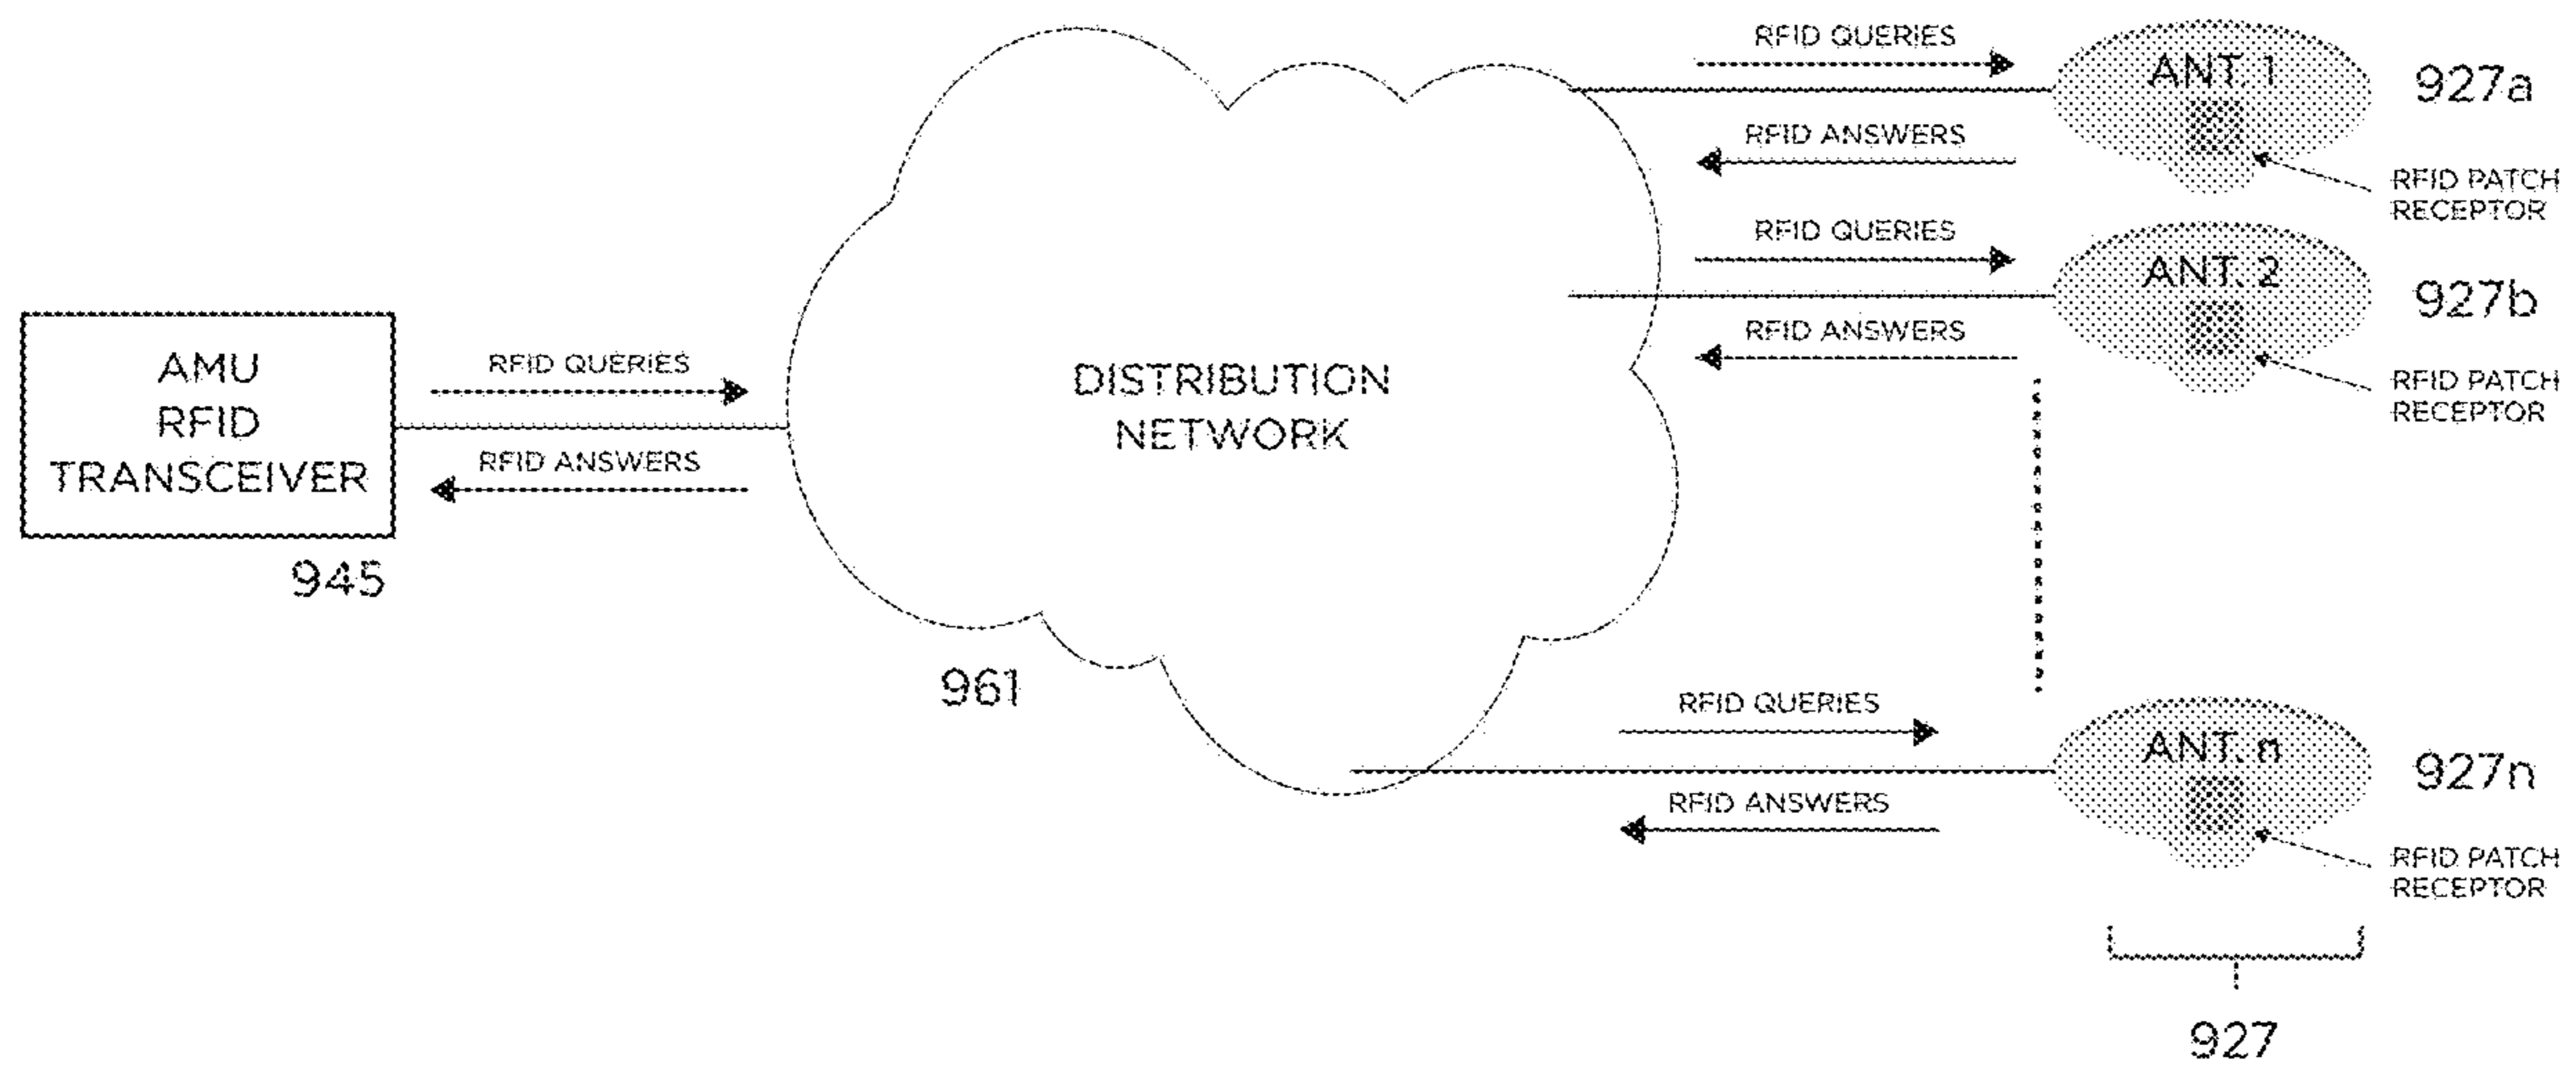 AMU
RFID
TRANSCEIVER
945
RFID QUERIES
RFID ANSWERS
DISTRIBUTION
NETWORK
961
RFID QUERIES
RFID ANSWERS
ANT. 1
927a
RFID PATCH
RECEPTOR
RFID QUERIES
RFID ANSWERS
ANT. 2
927b
RFID PATCH
RECEPTOR
RFID QUERIES
RFID ANSWERS
ANT. n
927n
RFID PATCH
RECEPTOR
927